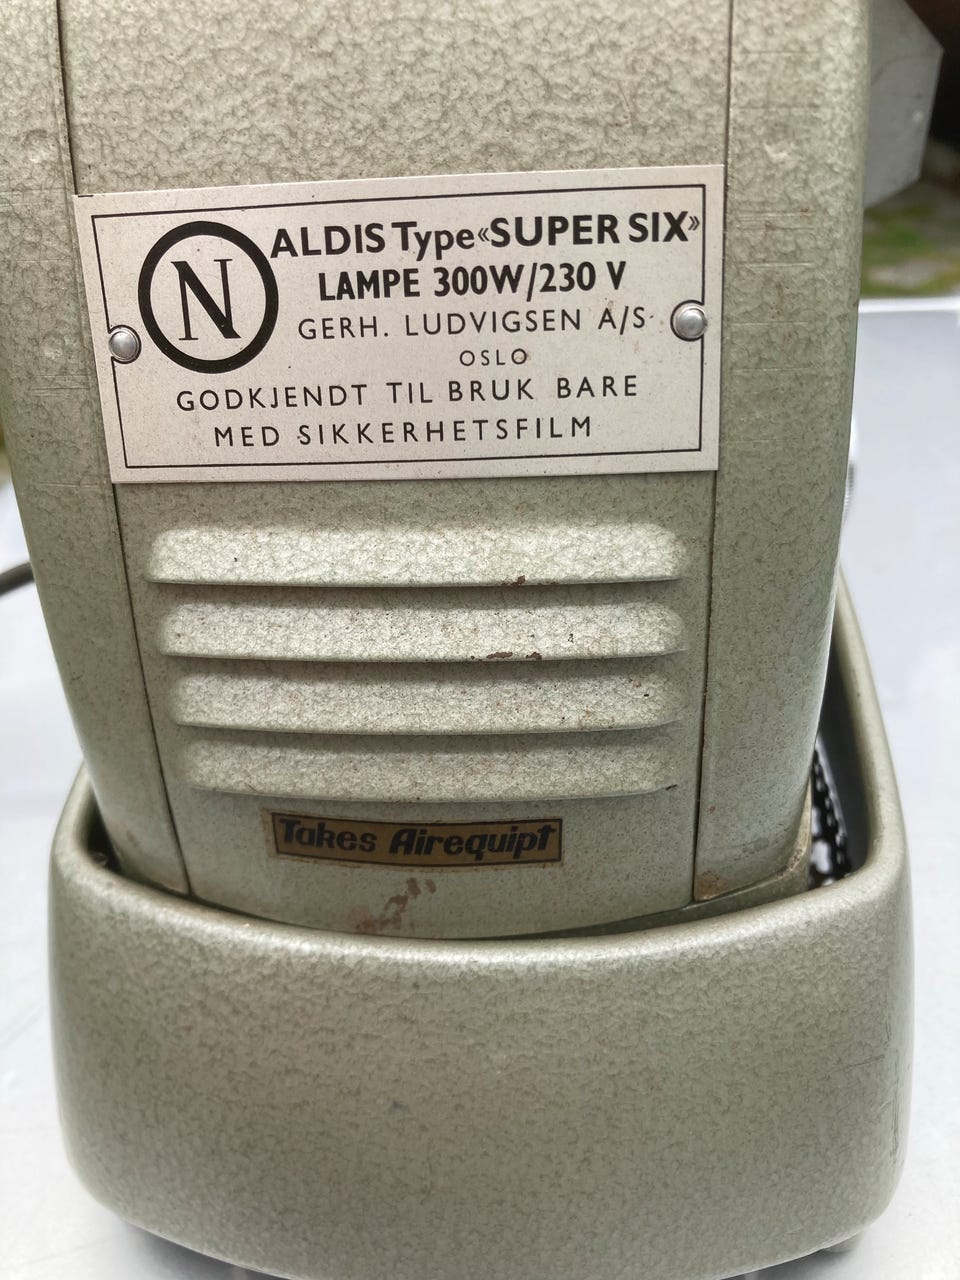 N
ALDIS Type «SUPER SIX»
LAMPE 300W/230 V
GERH. LUDVIGSEN A/S
OSLO
GODKJENDT TIL BRUK BARE
MED SIKKERHETSFILM
Takes Airequipt